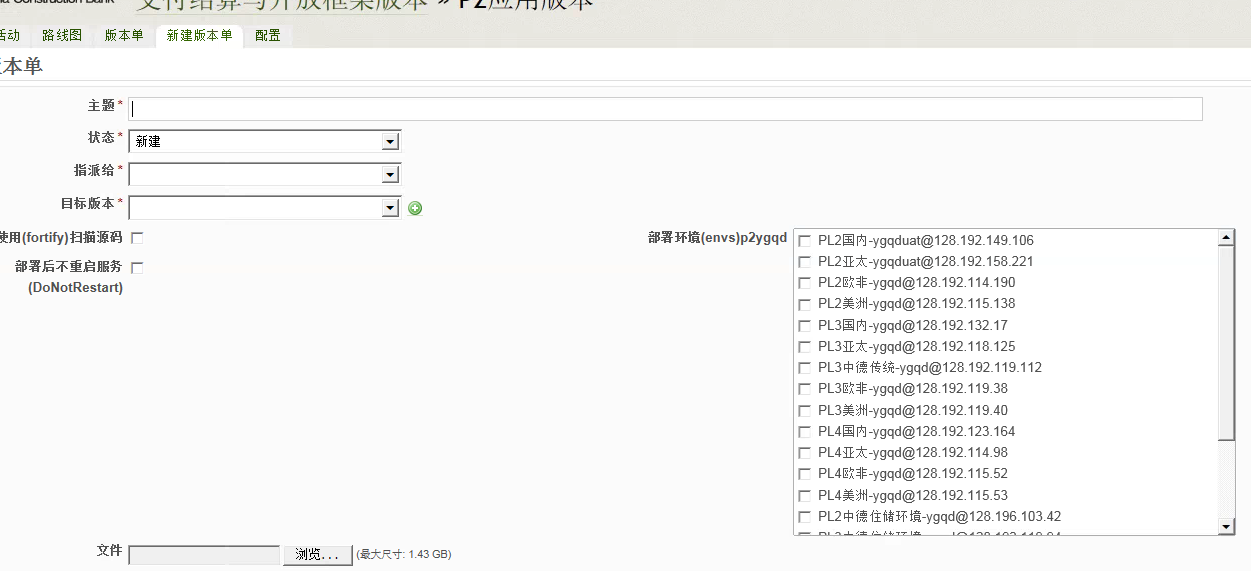 Construction Bank
支付结算与开放框架版本 » P2应用版本
活动 路线图 版本单 新建版本单 配置
版本单
主题 *
状态 * 新建
指派给 *
目标版本 *
使用(fortify)扫描源码
部署后不重启服务
(DoNotRestart)
部署环境(envs)p2ygqd
PL2国内-ygqduat@128.192.149.106
PL2亚太-ygqduat@128.192.158.221
PL2欧非-ygqd@128.192.114.190
PL2美洲-ygqd@128.192.115.138
PL3国内-ygqd@128.192.132.17
PL3亚太-ygqd@128.192.118.125
PL3中德传统-ygqd@128.192.119.112
PL3欧非-ygqd@128.192.119.38
PL3美洲-ygqd@128.192.119.40
PL4国内-ygqd@128.192.123.164
PL4亚太-ygqd@128.192.114.98
PL4欧非-ygqd@128.192.115.52
PL4美洲-ygqd@128.192.115.53
PL2中德住储环境-ygqd@128.196.103.42
文件 浏览... (最大尺寸: 1.43 GB)